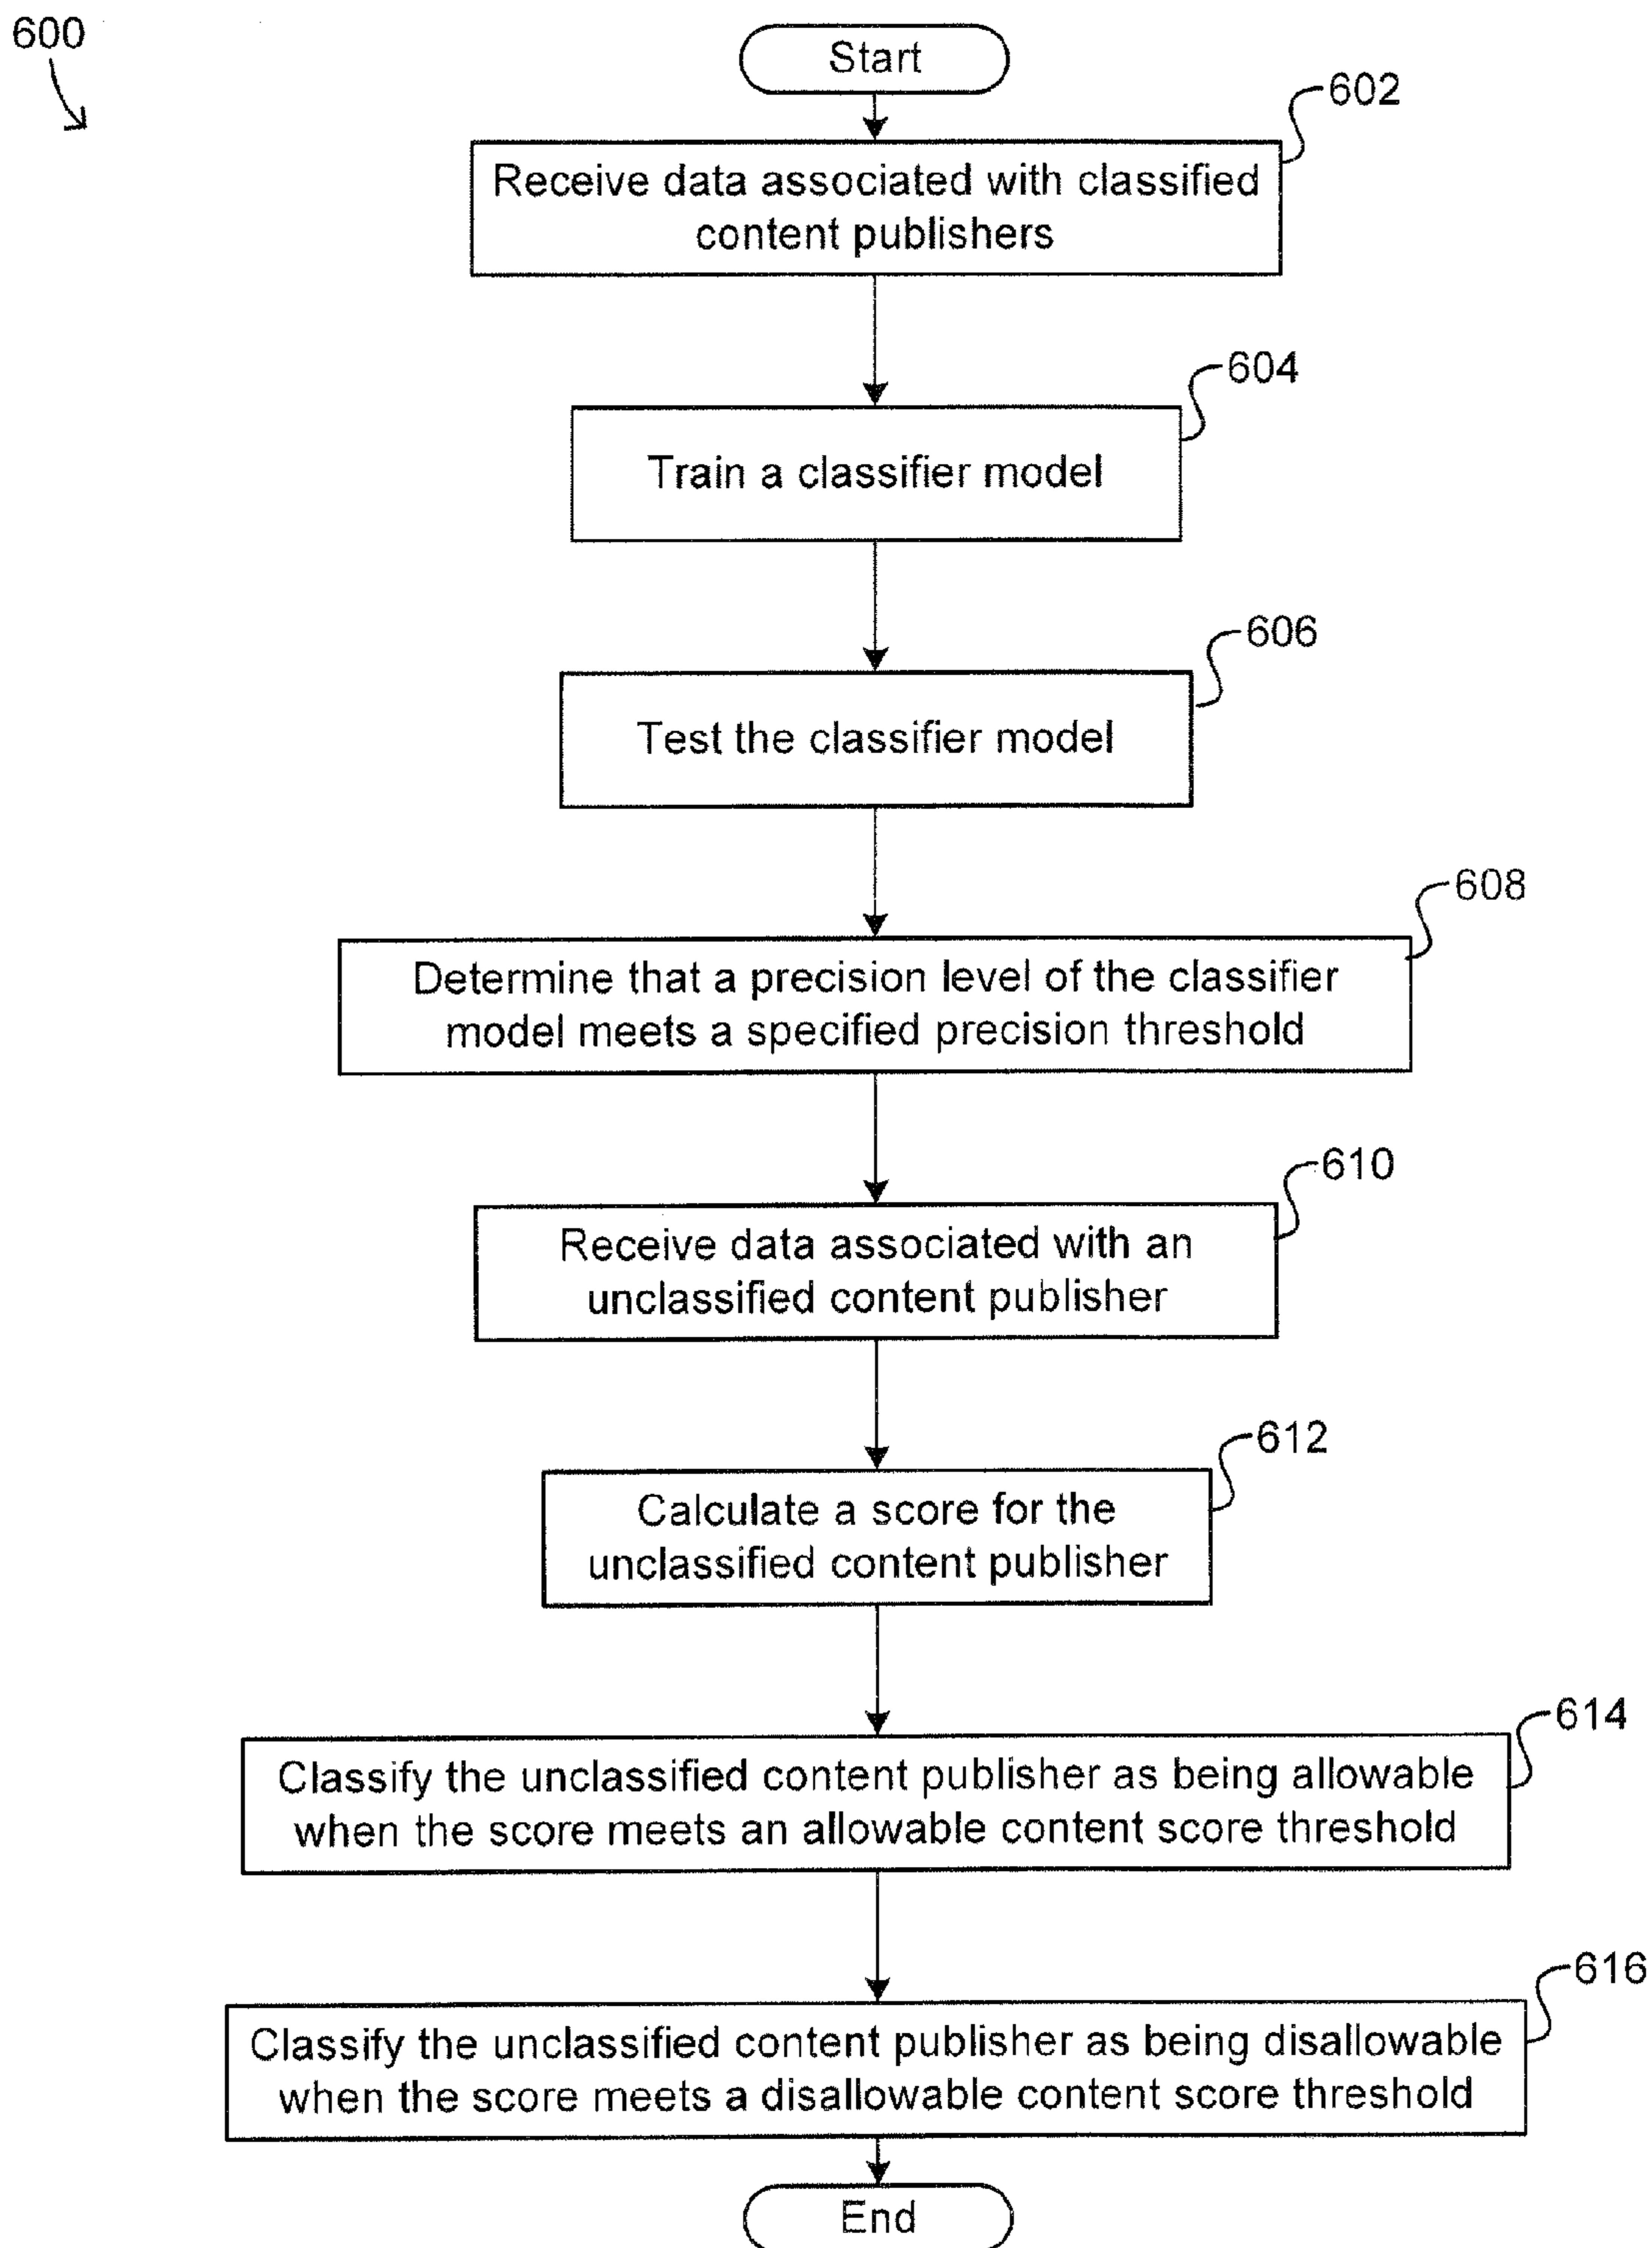 600
Start
602
Receive data associated with classified
content publishers
604
Train a classifier model
606
Test the classifier model
608
Determine that a precision level of the classifier
model meets a specified precision threshold
610
Receive data associated with an
unclassified content publisher
612
Calculate a score for the
unclassified content publisher
614
Classify the unclassified content publisher as being allowable
when the score meets an allowable content score threshold
616
Classify the unclassified content publisher as being disallowable
when the score meets a disallowable content score threshold
End